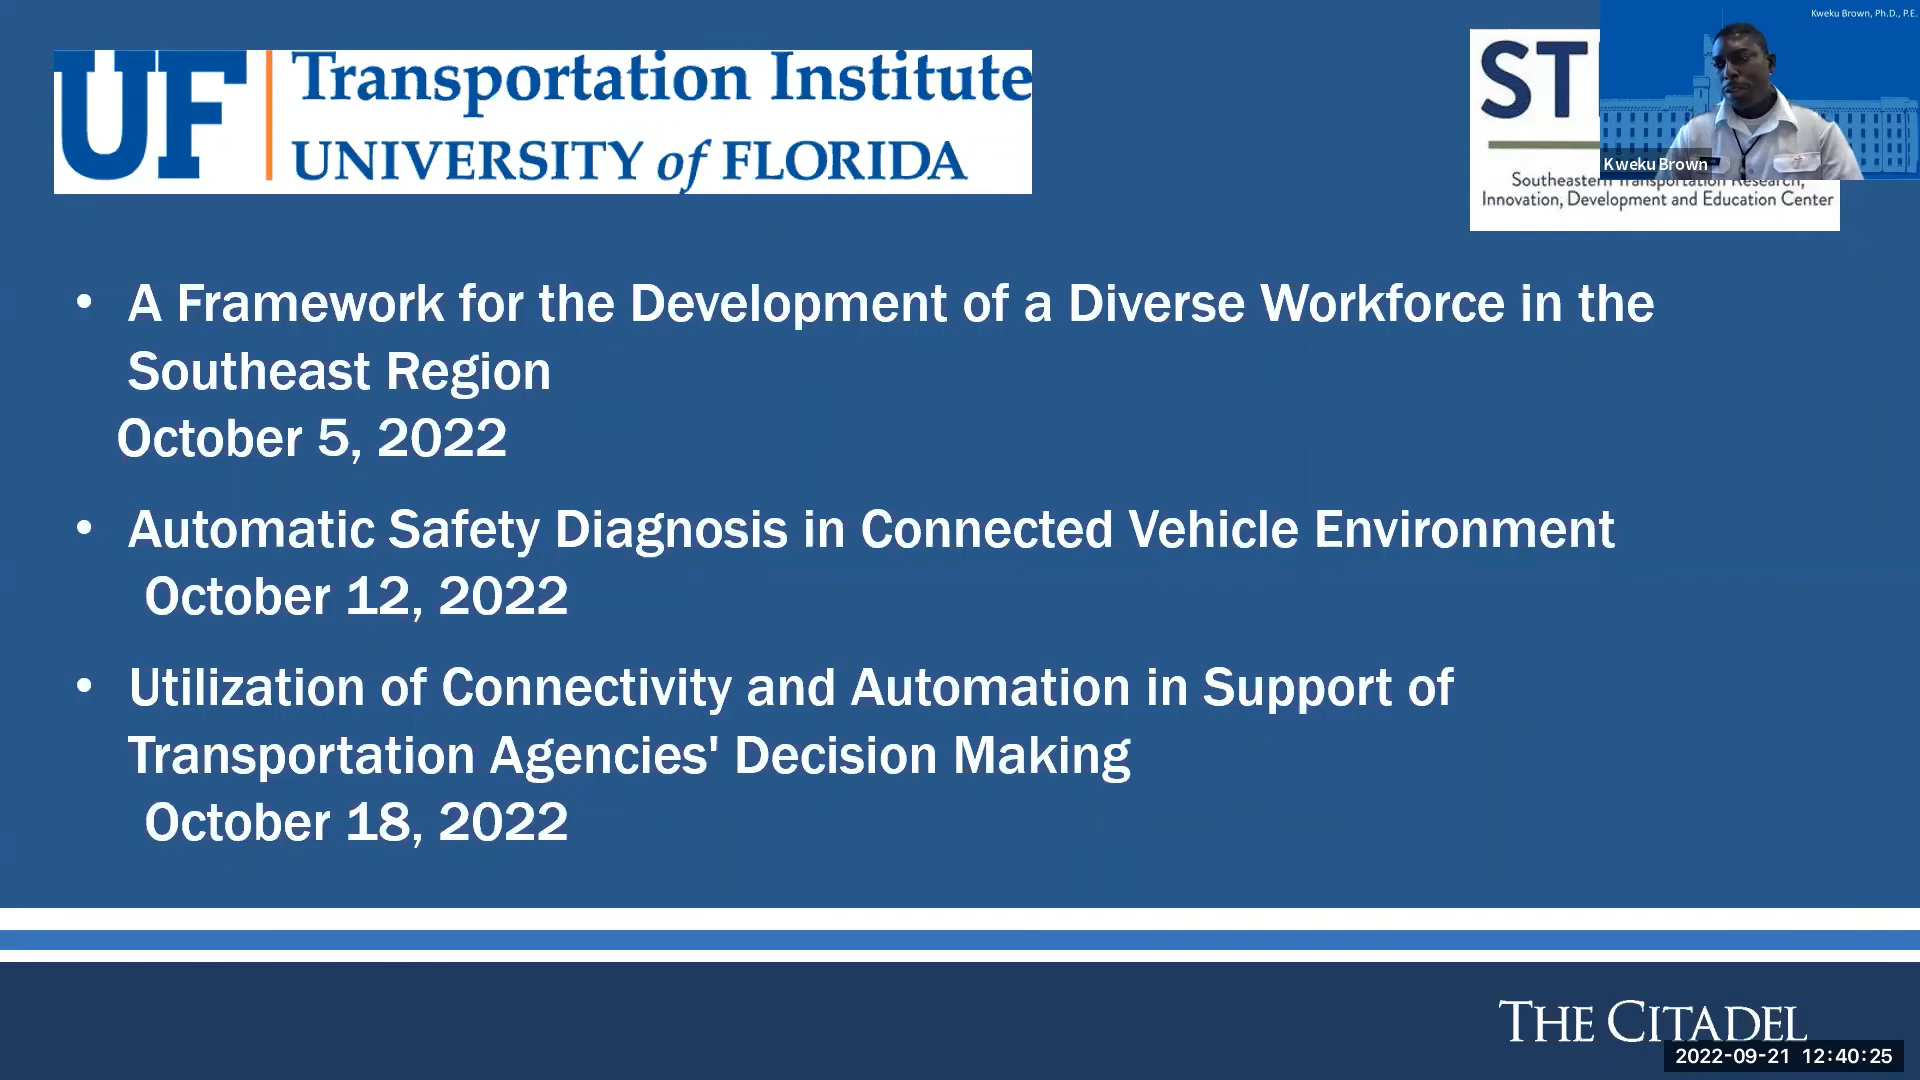 UF Transportation Institute
UNIVERSITY of FLORIDA
ST
Kweku Brown, Ph.D., P.E.
Kweku Brown
Southeastern Transportation Research,
Innovation, Development and Education Center
• A Framework for the Development of a Diverse Workforce in the
Southeast Region
October 5, 2022
• Automatic Safety Diagnosis in Connected Vehicle Environment
October 12, 2022
• Utilization of Connectivity and Automation in Support of
Transportation Agencies' Decision Making
October 18, 2022
THE CITADEL
2022-09-21 12:40:25